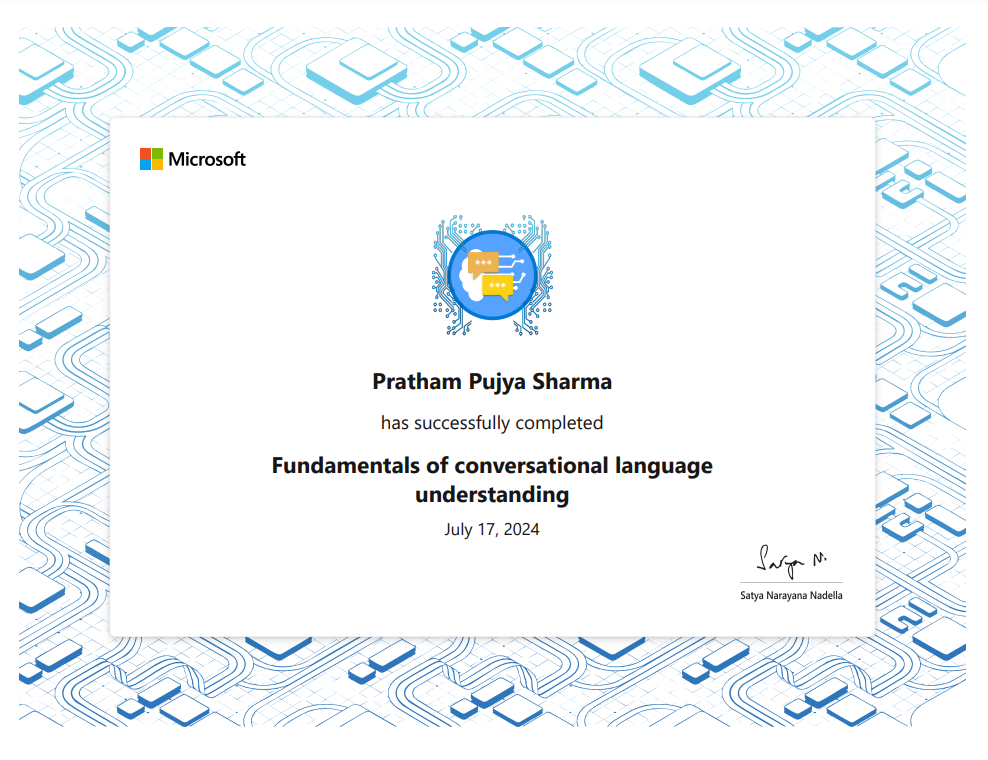 Microsoft
Pratham Pujya Sharma
has successfully completed
Fundamentals of conversational language
understanding
July 17, 2024
Satya N.
Satya Narayana Nadella